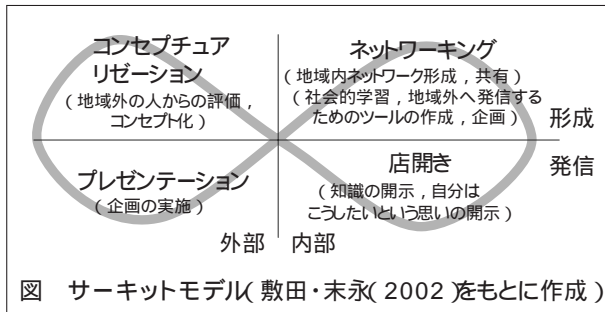 コンセプチュア
リゼーション
（地域外の人からの評価，
コンセプト化）
ネットワーキング
（地域内ネットワーク形成，共有）
（社会的学習，地域外へ発信する
ためのツールの作成，企画）
形成
発信
プレゼンテーション
（企画の実施）
店開き
（知識の開示，自分は
こうしたいという思いの開示）
外部
内部
図　サーキットモデル（敷田・末永（2002）をもとに作成）